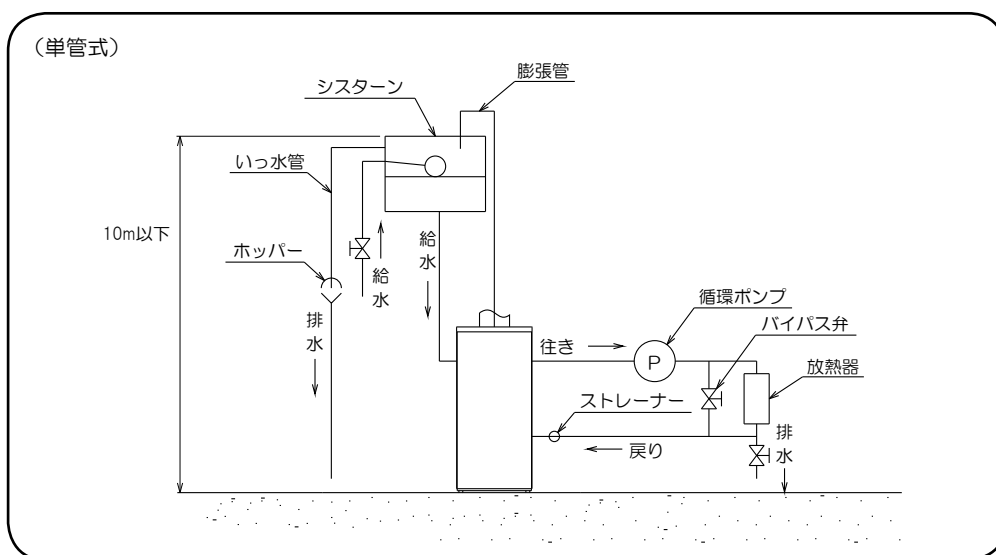 （単管式）
膨張管
シスターン
いっ水管
10m以下
ホッパー
給水
給水
排水
循環ポンプ
バイパス弁
放熱器
往き
P
ストレーナー
戻り
排水